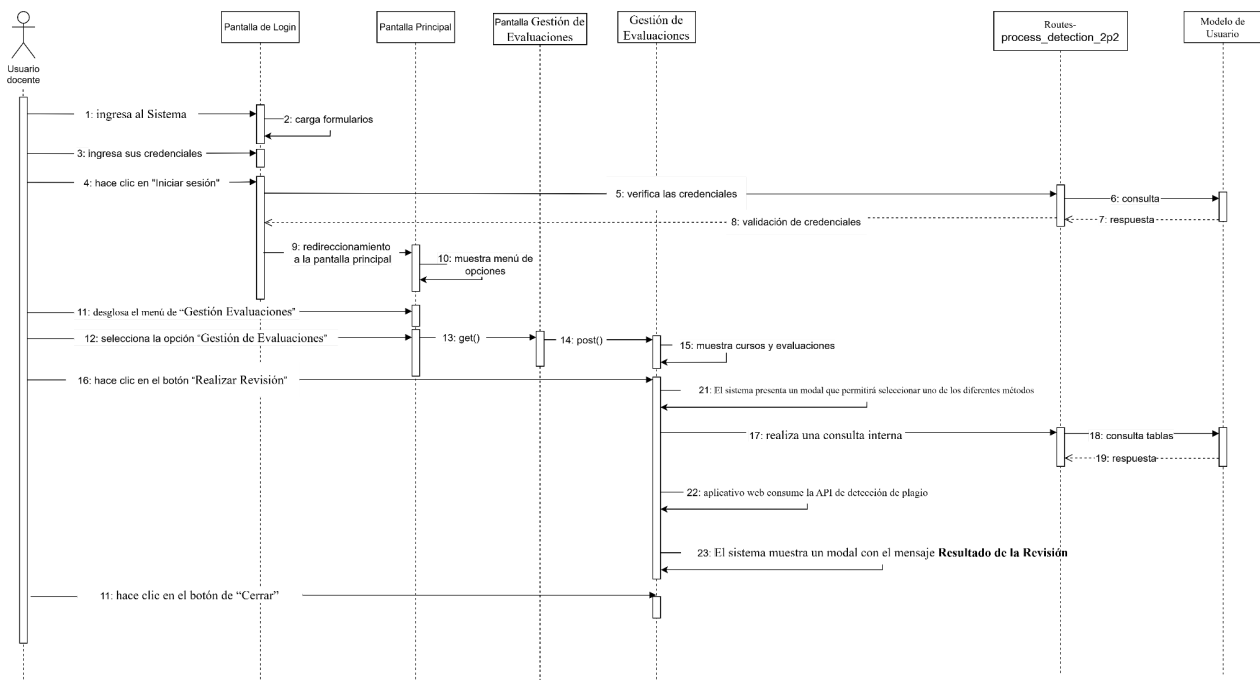 Pantalla de Login
Pantalla Principal
Pantalla Gestión de
Evaluaciones
Gestión de
Evaluaciones
Routes-
process_detection_2p2
Modelo de
Usuario
Usuario
docente
1: ingresa al Sistema
2: carga formularios
3: ingresa sus credenciales
4: hace clic en "Iniciar sesión"
5: verifica las credenciales
6: consulta
7: respuesta
8: validación de credenciales
9: redireccionamiento
a la pantalla principal
10: muestra menú de
opciones
11: desglosa el menú de “Gestión Evaluaciones”
12: selecciona la opción “Gestión de Evaluaciones”
13: get()
14: post()
15: muestra cursos y evaluaciones
16: hace clic en el botón “Realizar Revisión”
21: El sistema presenta un modal que permitirá seleccionar uno de los diferentes métodos
17: realiza una consulta interna
18: consulta tablas
19: respuesta
22: aplicativo web consume la API de detección de plagio
23: El sistema muestra un modal con el mensaje Resultado de la Revisión
11: hace clic en el botón de “Cerrar”